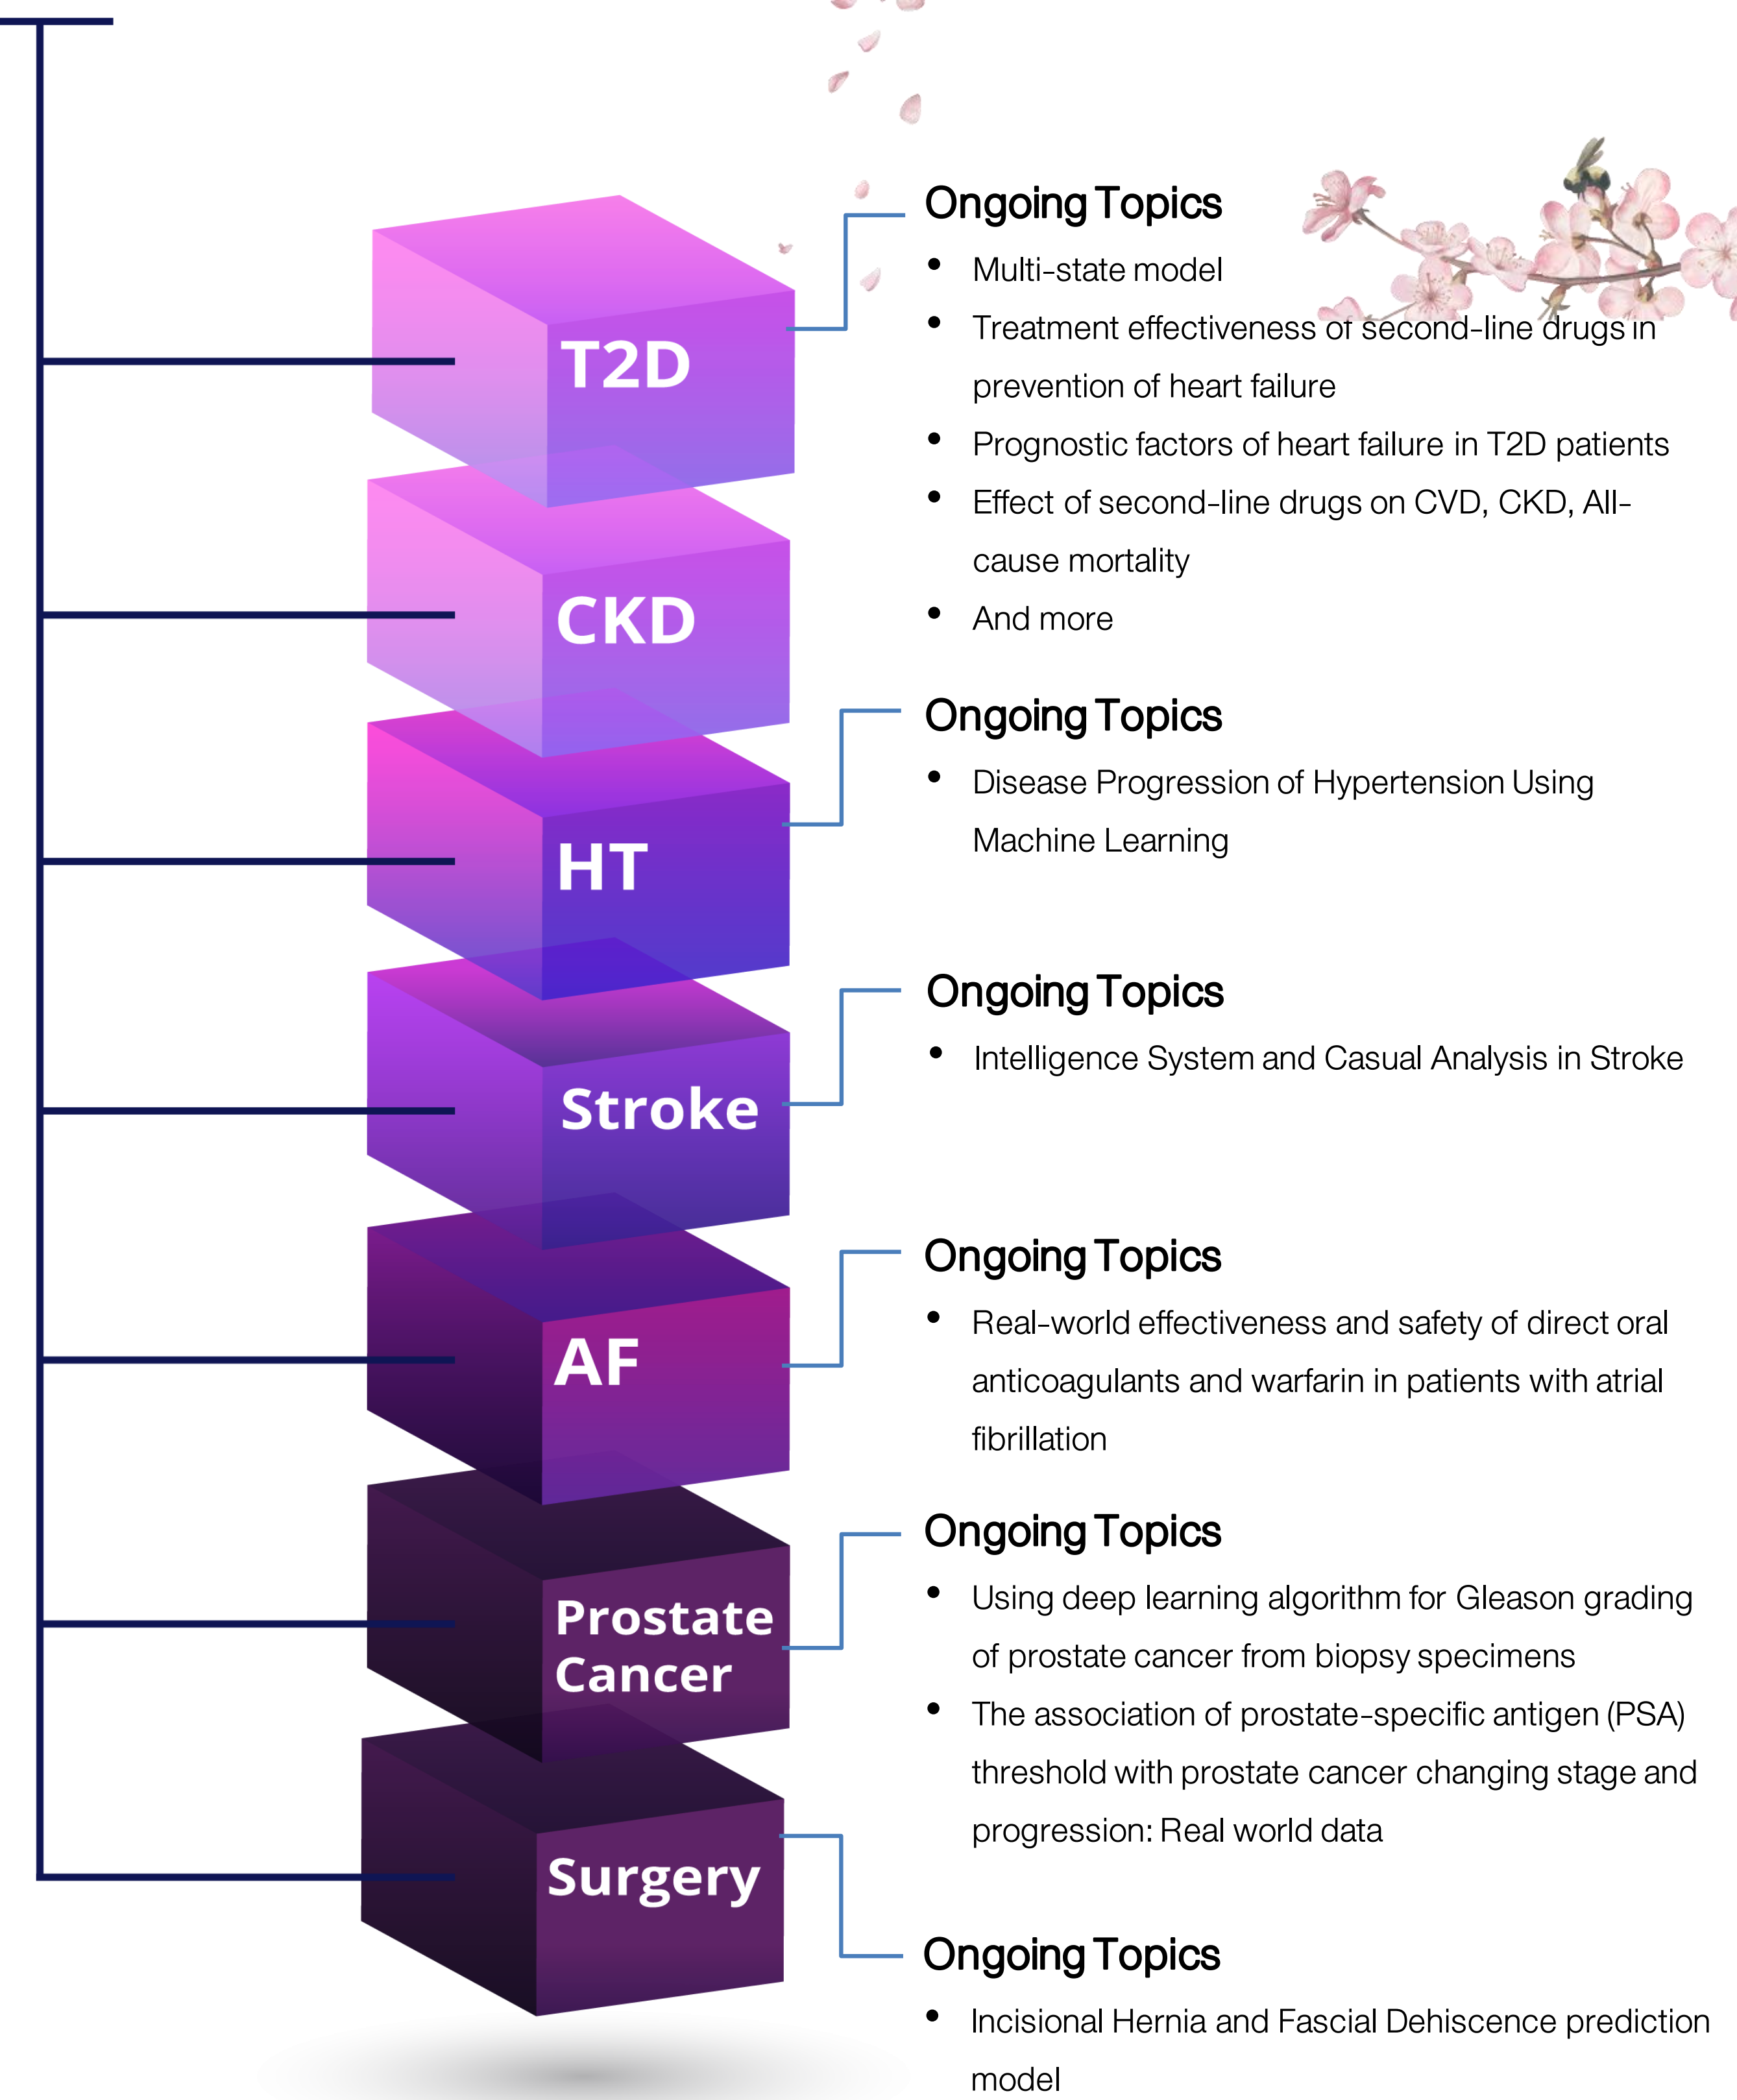 T2D
Ongoing Topics
• Multi-state model
• Treatment effectiveness of second-line drugs in
prevention of heart failure
• Prognostic factors of heart failure in T2D patients
• Effect of second-line drugs on CVD, CKD, All-
cause mortality
• And more
CKD
HT
Ongoing Topics
• Disease Progression of Hypertension Using
Machine Learning
Stroke
Ongoing Topics
• Intelligence System and Casual Analysis in Stroke
AF
Ongoing Topics
• Real-world effectiveness and safety of direct oral
anticoagulants and warfarin in patients with atrial
fibrillation
Prostate
Cancer
Ongoing Topics
• Using deep learning algorithm for Gleason grading
of prostate cancer from biopsy specimens
• The association of prostate-specific antigen (PSA)
threshold with prostate cancer changing stage and
progression: Real world data
Surgery
Ongoing Topics
• Incisional Hernia and Fascial Dehiscence prediction
model